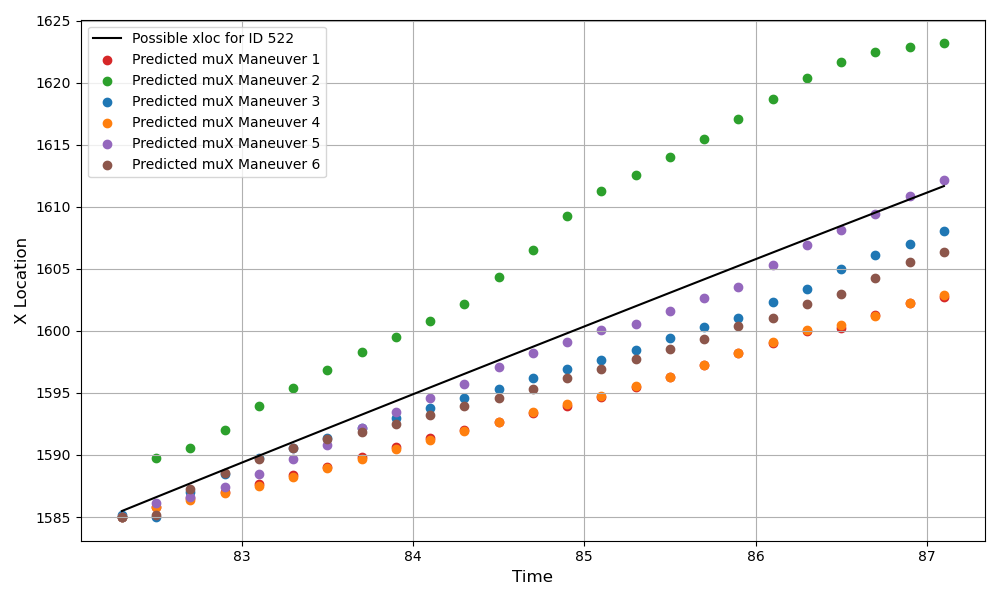 1625
1620
1615
1610
1605
1600
1595
1590
1585
X Location
Possible xloc for ID 522
Predicted muX Maneuver 1
Predicted muX Maneuver 2
Predicted muX Maneuver 3
Predicted muX Maneuver 4
Predicted muX Maneuver 5
Predicted muX Maneuver 6
83 84 85 86 87
Time